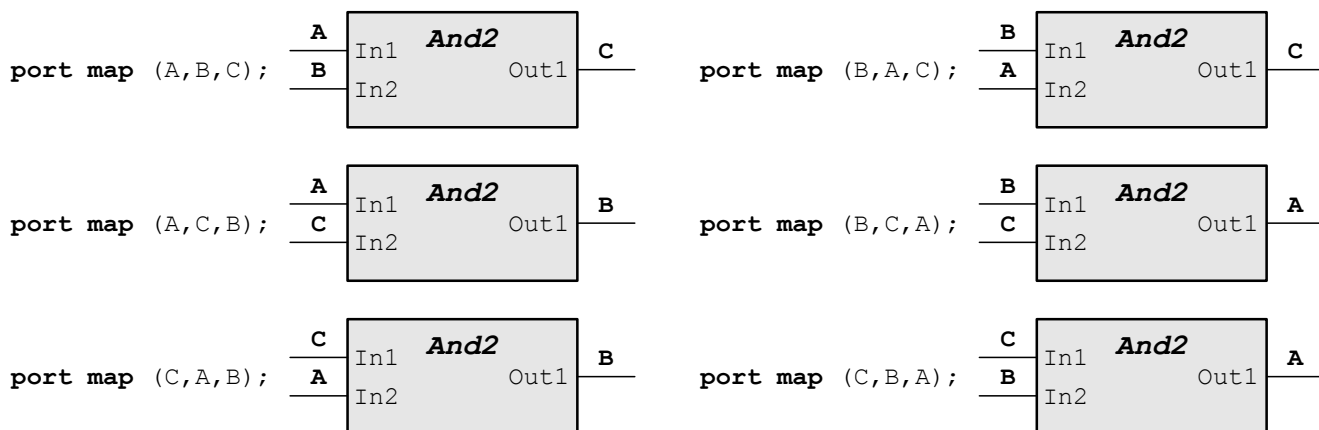 A And2
port map (A,B,C); In1 Out1 C
B In2
B And2
port map (B,A,C); In1 Out1 C
A In2
A And2
port map (A,C,B); In1 Out1 B
C In2
B And2
port map (B,C,A); In1 Out1 A
C In2
C And2
port map (C,A,B); In1 Out1 B
A In2
C And2
port map (C,B,A); In1 Out1 A
B In2